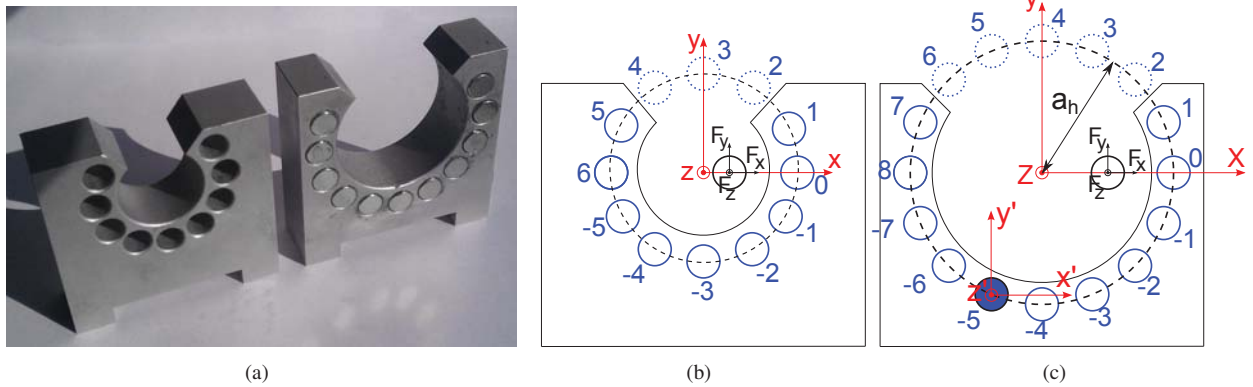 y
4 3 2
5 1
F_y
F_x
z
x
6 F_z 0
-5 -1
-4 -3 -2
y
5 4 3
6 2
a_h
7 1
F_y
F_x
8 z 0 X
F_z
-7 y' -1
-6 z' x' -2
-5 -4 -3
(a) (b) (c)